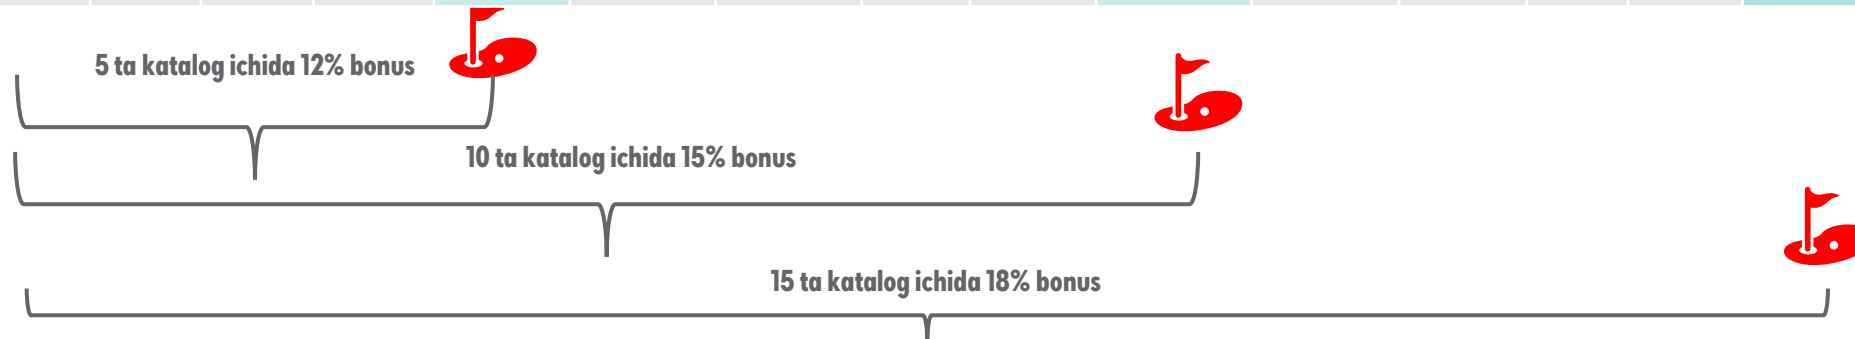 5 ta katalog ichida 12% bonus
10 ta katalog ichida 15% bonus
15 ta katalog ichida 18% bonus